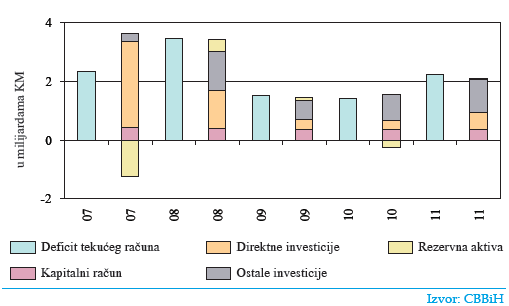 4
2
0
-2
u milijardama KM
07 07 08 08 09 09 10 10 11 11
Deficit tekućeg računa Direktne investicije Rezervna aktiva
Kapitalni račun Ostale investicije
Izvor: CBBiH